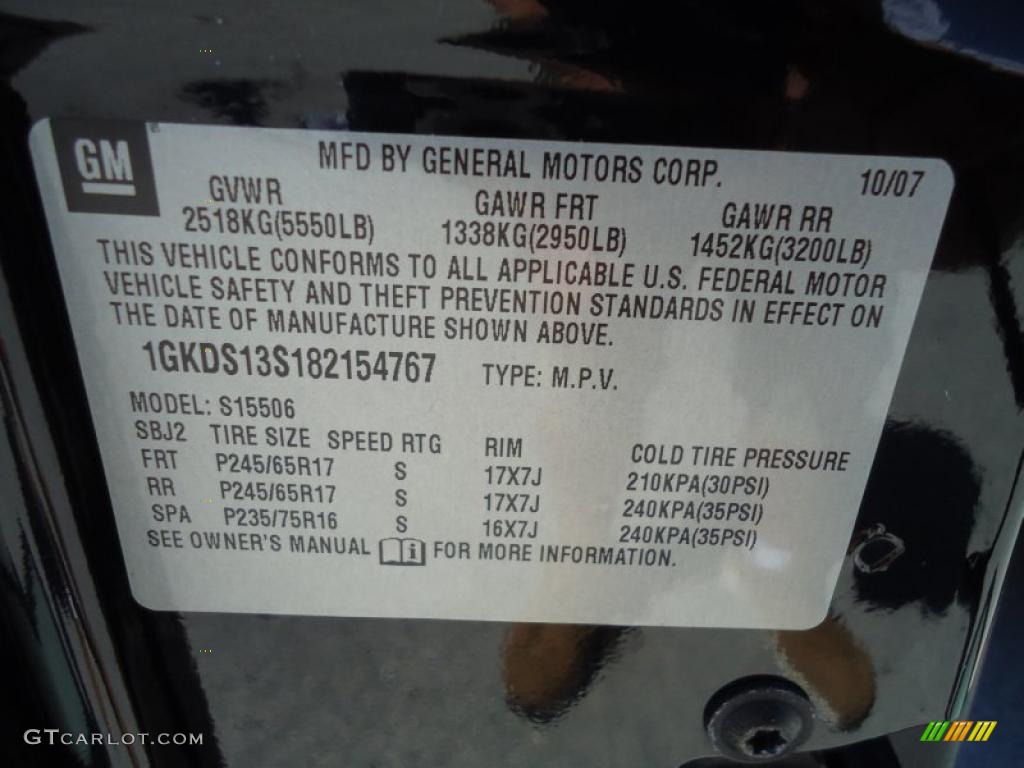 GM
MFD BY GENERAL MOTORS CORP. 10/07
GVWR GAWR FRT GAWR RR
2518KG(5550LB) 1338KG(2950LB) 1452KG(3200LB)
THIS VEHICLE CONFORMS TO ALL APPLICABLE U.S. FEDERAL MOTOR
VEHICLE SAFETY AND THEFT PREVENTION STANDARDS IN EFFECT ON
THE DATE OF MANUFACTURE SHOWN ABOVE.
1GKDS13S182154767 TYPE: M.P.V.
MODEL: S15506
SBJ2 TIRE SIZE SPEED RTG RIM COLD TIRE PRESSURE
FRT P245/65R17 S 17X7J 210KPA(30PSI)
RR P245/65R17 S 17X7J 240KPA(35PSI)
SPA P235/75R16 S 16X7J 240KPA(35PSI)
SEE OWNER'S MANUAL i FOR MORE INFORMATION.
GTCARLOT.COM